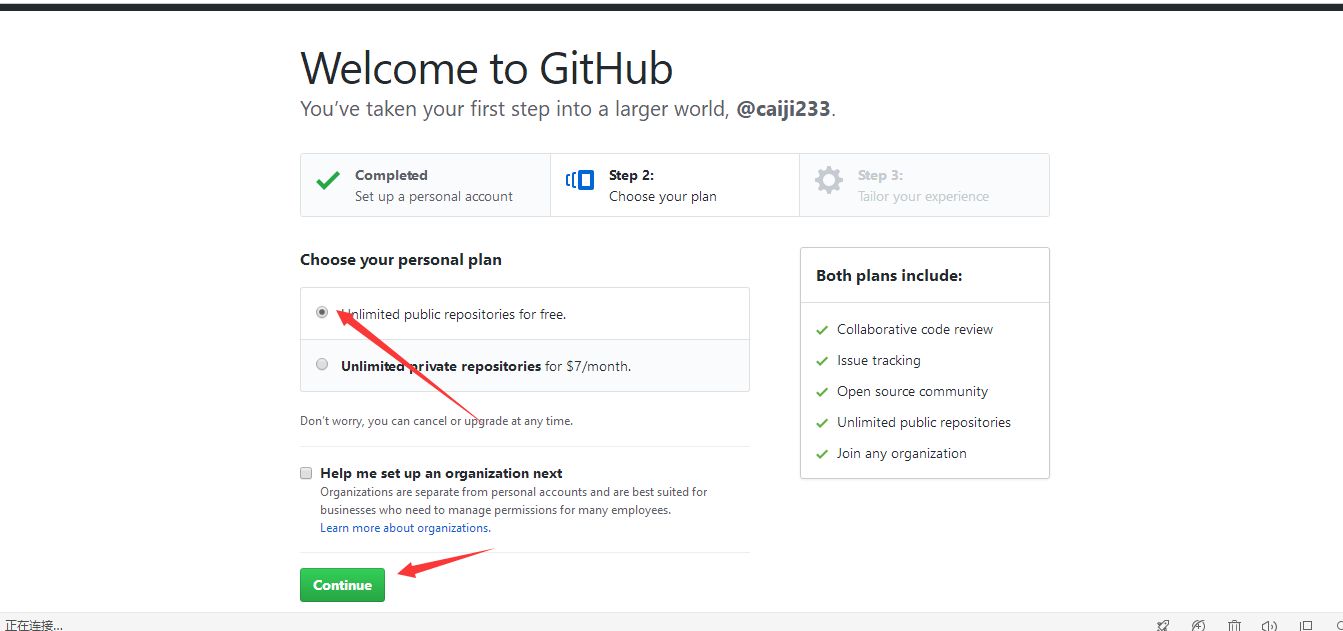 Welcome to GitHub
You've taken your first step into a larger world, @caiji233.
Completed
Set up a personal account
Step 2:
Choose your plan
Step 3:
Tailor your experience
Choose your personal plan
Unlimited public repositories for free.
Unlimited private repositories for $7/month.
Don't worry, you can cancel or upgrade at any time.
Help me set up an organization next
Organizations are separate from personal accounts and are best suited for
businesses who need to manage permissions for many employees.
Learn more about organizations.
Continue
Both plans include:
Collaborative code review
Issue tracking
Open source community
Unlimited public repositories
Join any organization
正在连接...